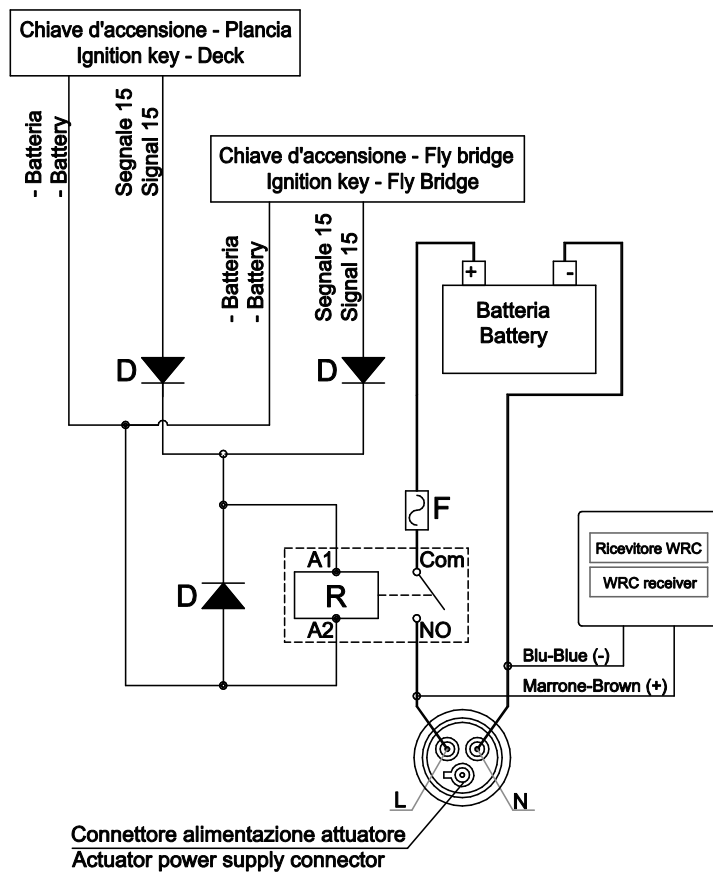 Chiave d'accensione - Plancia
Ignition key - Deck
- Batteria
- Battery
Segnale 15
Signal 15
Chiave d'accensione - Fly bridge
Ignition key - Fly Bridge
- Batteria
- Battery
Segnale 15
Signal 15
+
-
Batteria
Battery
D
D
F
Ricevitore WRC
WRC receiver
A1
Com
D
R
A2
NO
Blu-Blue (-)
Marrone-Brown (+)
L
N
Connettore alimentazione attuatore
Actuator power supply connector